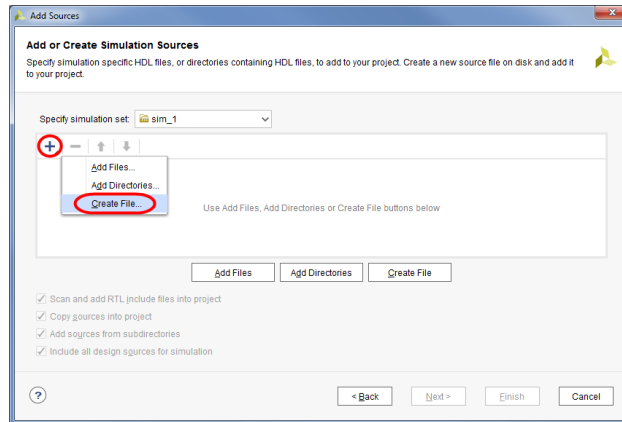 Add Sources
Add or Create Simulation Sources
Specify simulation specific HDL files, or directories containing HDL files, to add to your project. Create a new source file on disk and add it
to your project.
Specify simulation set: sim_1
Add Files...
Add Directories...
Create File...
Use Add Files, Add Directories or Create File buttons below
Add Files Add Directories Create File
Scan and add RTL include files into project
Copy sources into project
Add sources from subdirectories
Include all design sources for simulation
? < Back Next > Finish Cancel